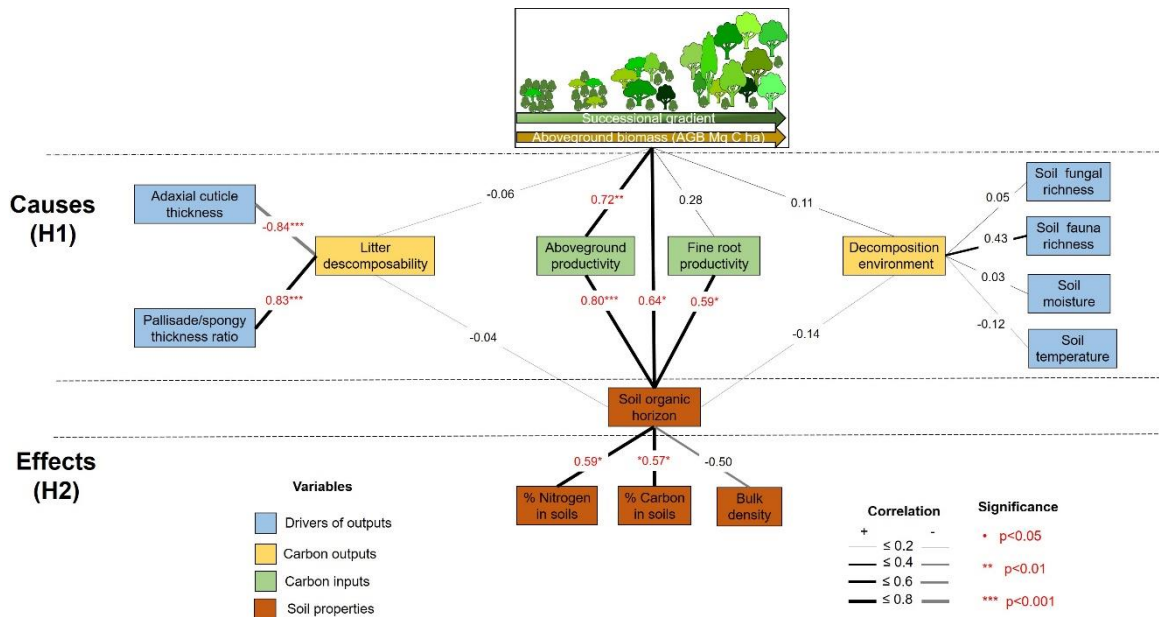 Successional gradient
Aboveground biomass (AGB Mg C ha)
Causes
(H1)
Adaxial cuticle
thickness
-0.84***
Pallisade/spongy
thickness ratio
0.83***
Litter
descomposability
-0.06
-0.04
0.72**
Aboveground
productivity
0.80***
0.64*
0.28
Fine root
productivity
0.59*
0.11
Decomposition
environment
-0.14
0.05
Soil fungal
richness
0.43
Soil fauna
richness
0.03
Soil
moisture
-0.12
Soil
temperature
Soil organic
horizon
Effects
(H2)
0.59*
*0.57*
-0.50
% Nitrogen
in soils
% Carbon
in soils
Bulk
density
Variables
Drivers of outputs
Carbon outputs
Carbon inputs
Soil properties
Correlation
+ -
≤ 0.2
≤ 0.4
≤ 0.6
≤ 0.8
Significance
* p<0.05
** p<0.01
*** p<0.001